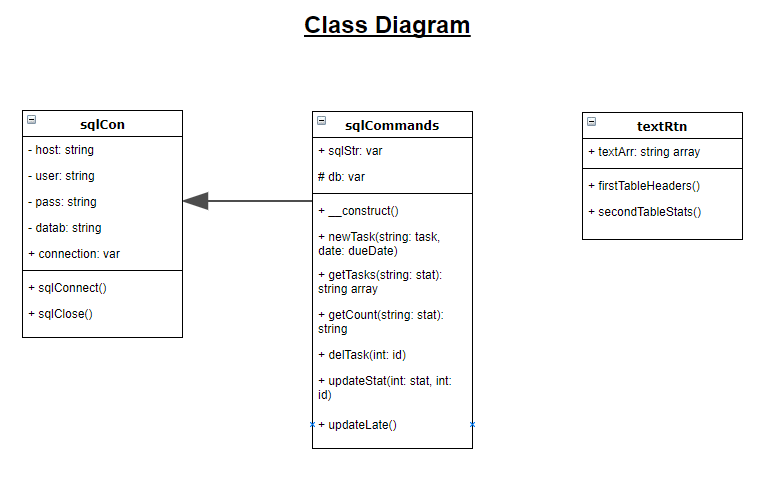 Class Diagram
sqlCon
- host: string
- user: string
- pass: string
- datab: string
+ connection: var
+ sqlConnect()
+ sqlClose()
sqlCommands
+ sqlStr: var
# db: var
+ __construct()
+ newTask(string: task,
date: dueDate)
+ getTasks(string: stat):
string array
+ getCount(string: stat):
string
+ delTask(int: id)
+ updateStat(int: stat, int:
id)
+ updateLate()
textRtn
+ textArr: string array
+ firstTableHeaders()
+ secondTableStats()